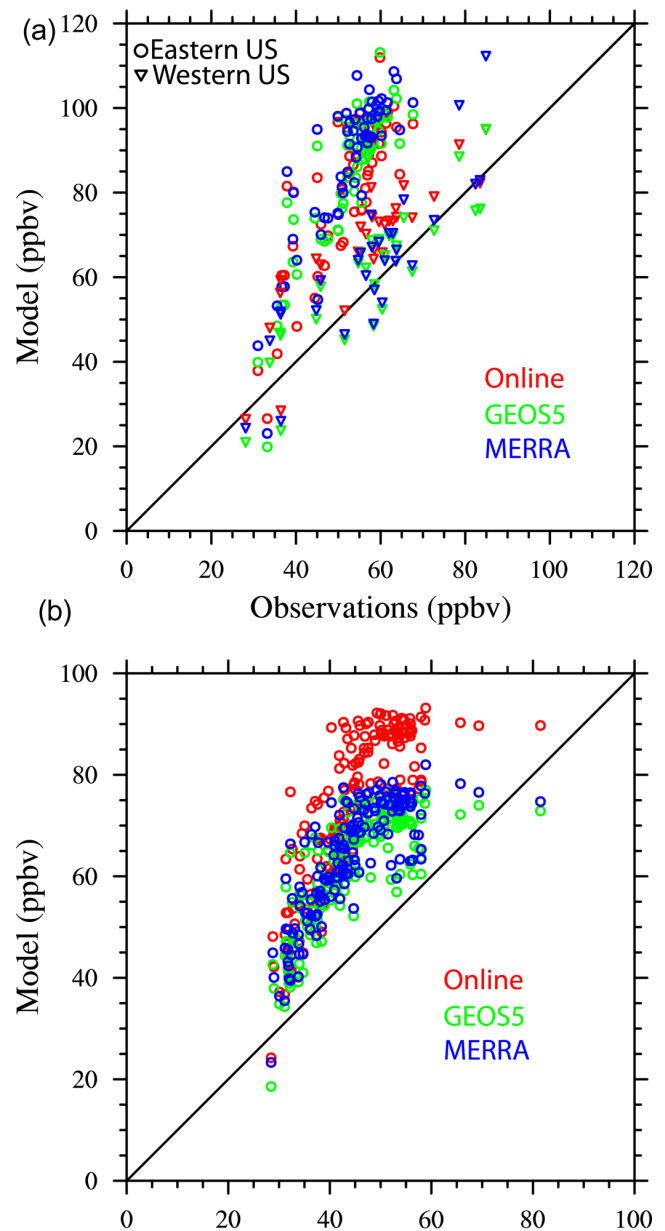 (a)
120
100
80
60
40
20
0
Model (ppbv)
Eastern US
Western US
Online
GEOS5
MERRA
0 20 40 60 80 100 120
Observations (ppbv)
(b)
100
80
60
40
20
0
Model (ppbv)
Online
GEOS5
MERRA
0 20 40 60 80 100